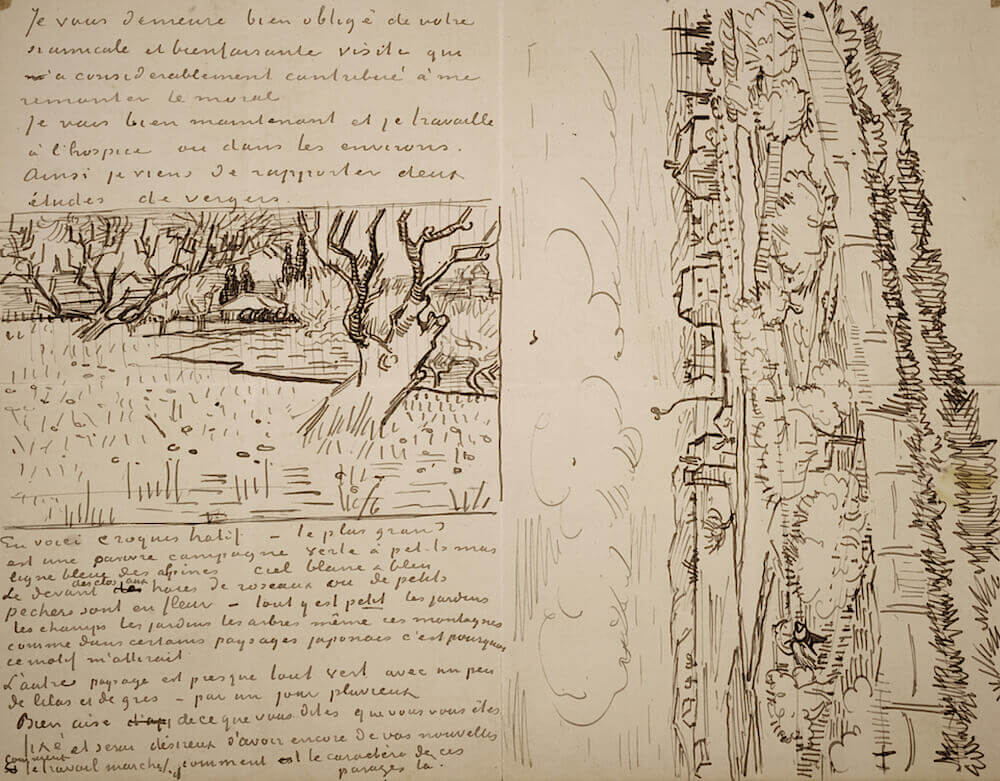 Je vous demeure bien obligé de votre
si amicale et bienfaisante visite qui
m'a considerablement contribué à me
remonter le moral
Je vais bien maintenant et je travaille
à l'hospice ou dans les environs.
Ainsi je viens de rapporter deux
études de vergers.
En voici croquis hatif – le plus grand
est une pauvre campagne verte à petits mas
ligne bleue des alpines ciel blanc & bleu
Le devant des clos aux haies de roseaux ou de petits
pechers sont en fleur – tout y est petit les jardins
les champs les jardins les arbres même ces montagnes
comme dans certains paysages japonais c'est pourquoi
ce motif m'attirait
L'autre paysage est presque tout vert avec un peu
de lilas et de gris – par un jour pluvieux
Bien aise de ce que vous dites que vous vous êtes
fixé et serai désireux d'avoir encore de vos nouvelles
comment le travail marche, comment est le caractère de ces
parages là.